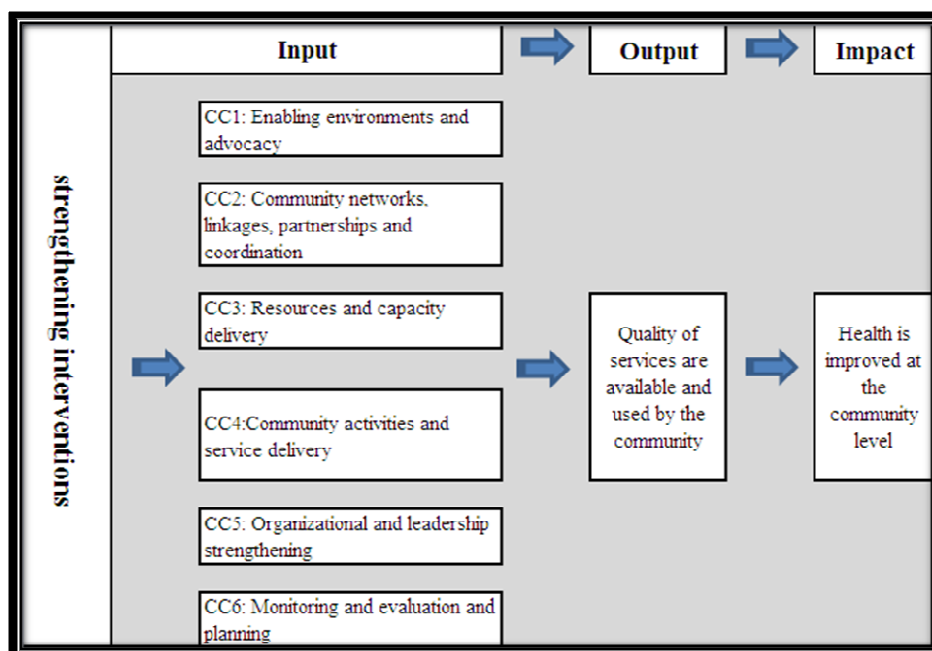 strengthening interventions
Input
Output
Impact
CC1: Enabling environments and
advocacy
CC2: Community networks,
linkages, partnerships and
coordination
CC3: Resources and capacity
delivery
CC4:Community activities and
service delivery
CC5: Organizational and leadership
strengthening
CC6: Monitoring and evaluation and
planning
Quality of
services are
available and
used by the
community
Health is
improved at
the
community
level